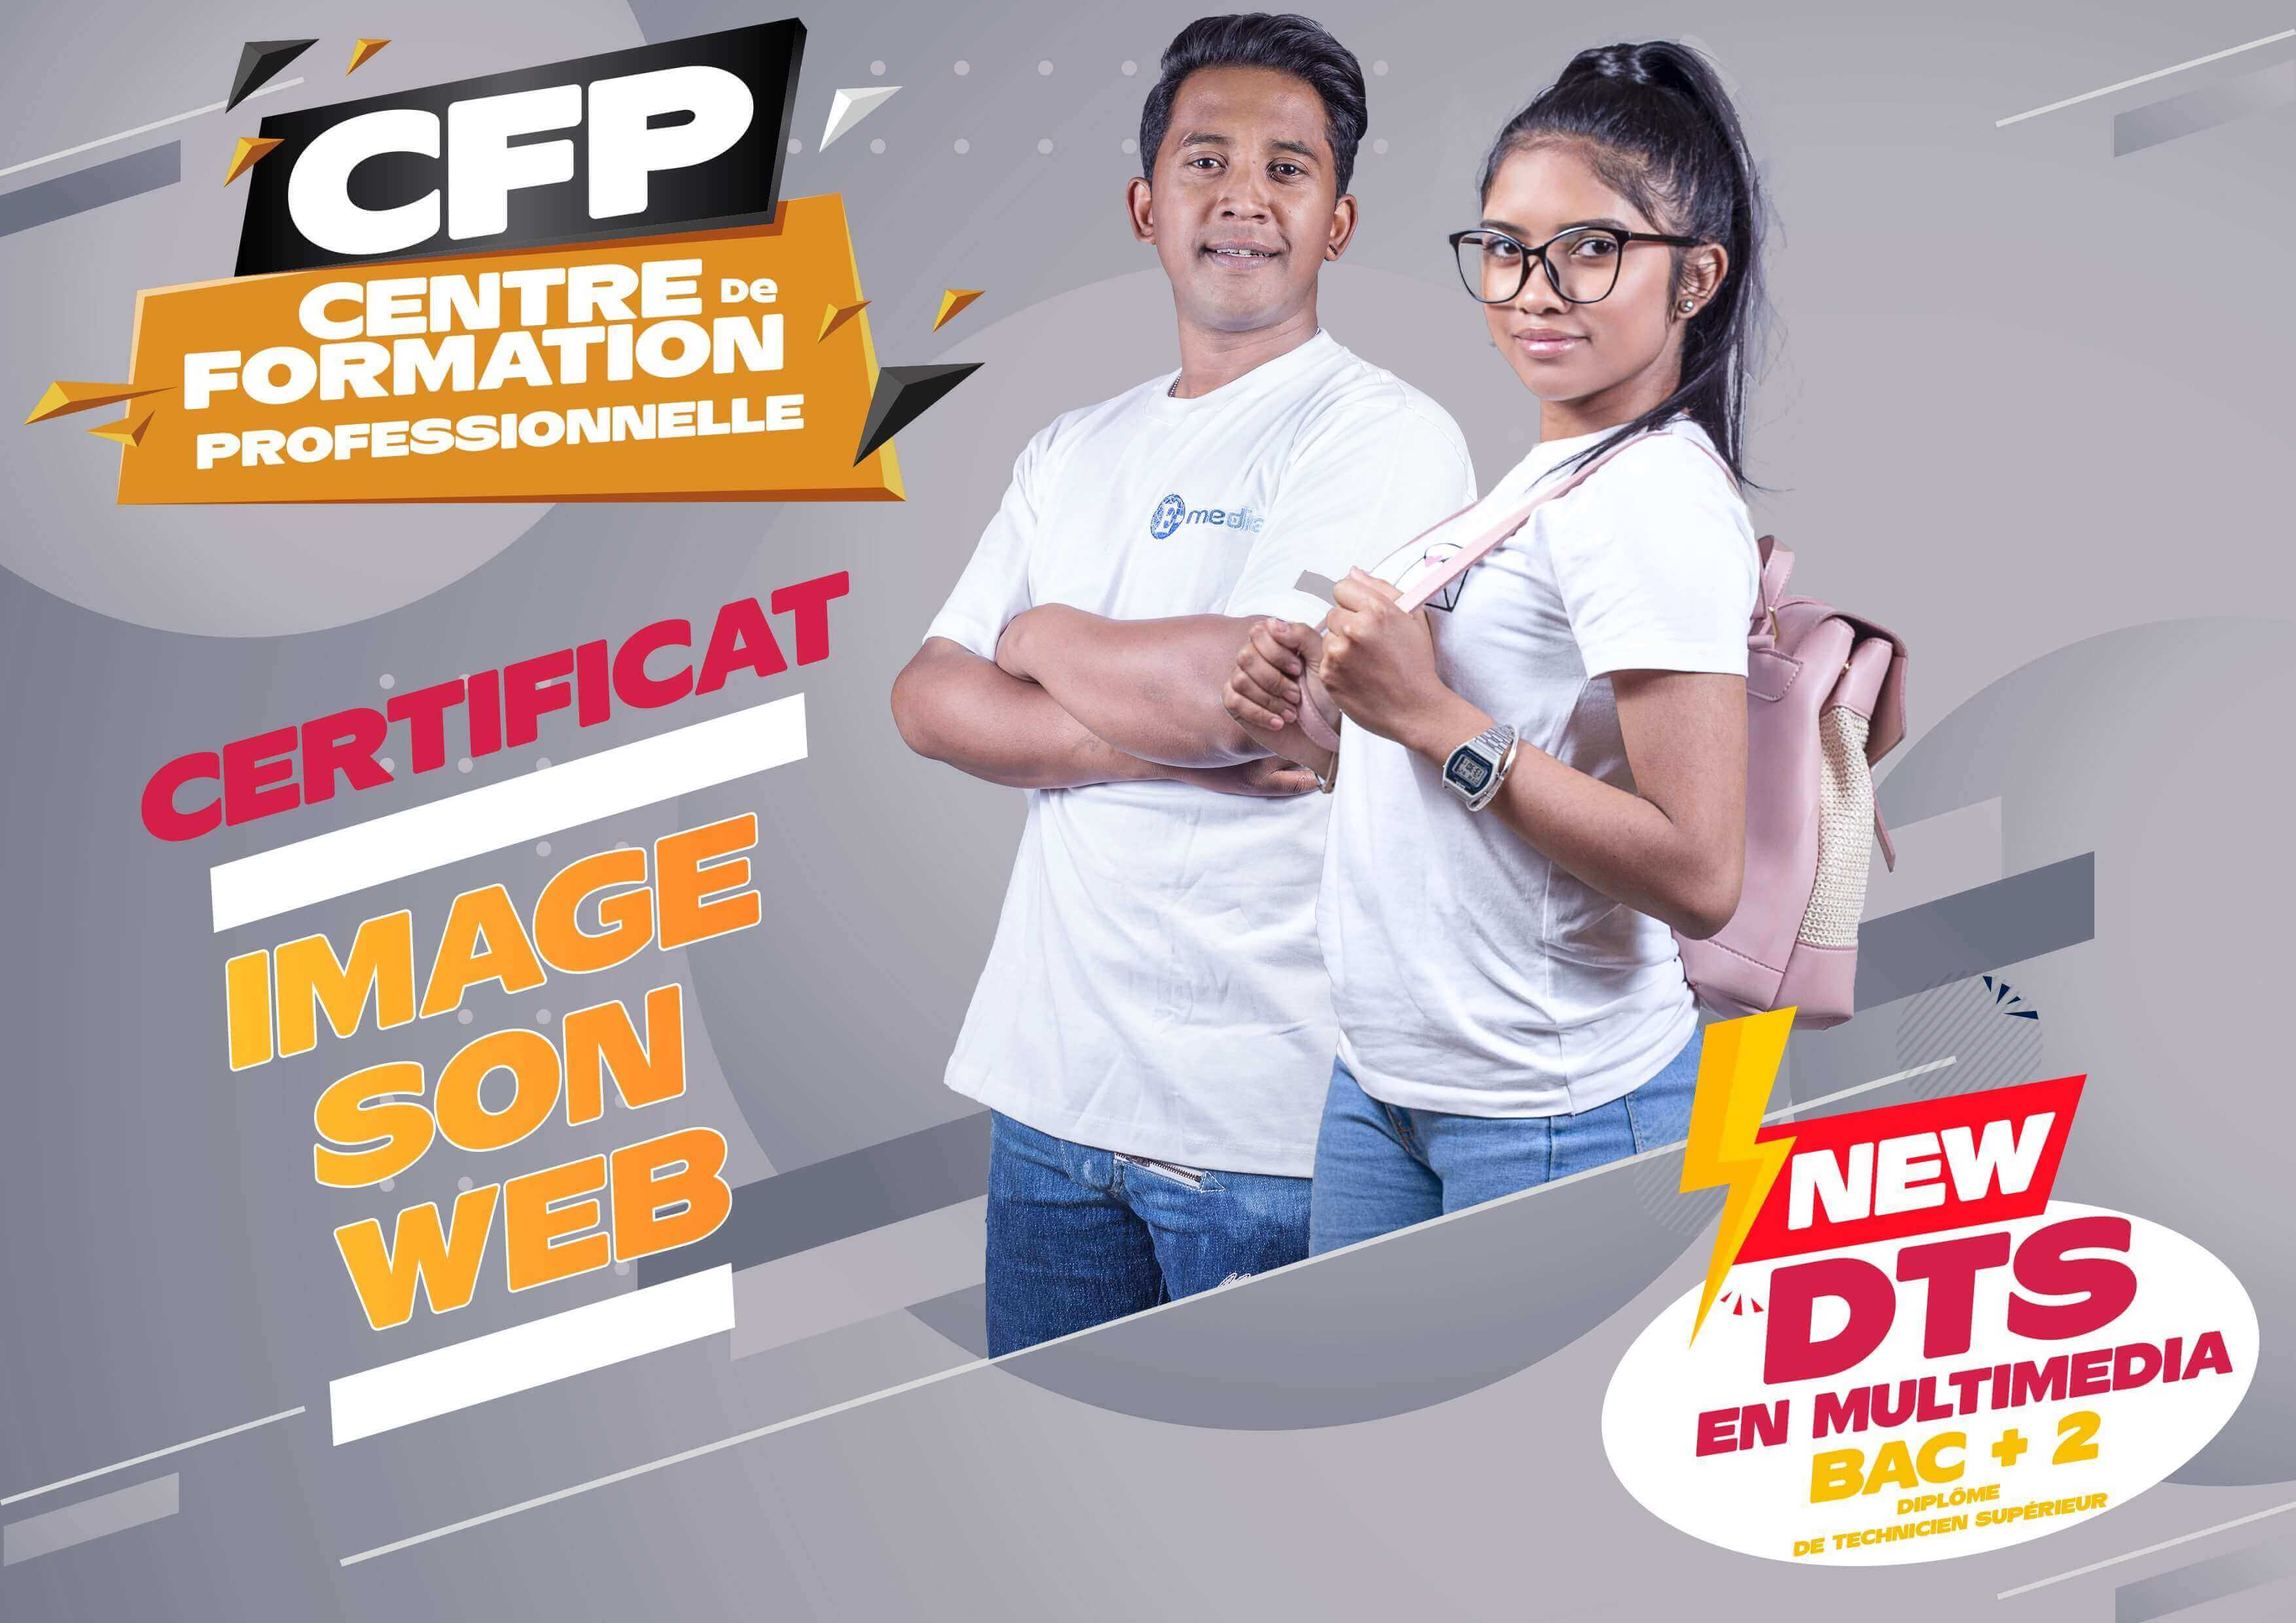 CFP
CENTRE DE
FORMATION
PROFESSIONNELLE
CERTIFICAT
IMAGE
SON
WEB
media
NEW
DTS
EN MULTIMEDIA
BAC + 2
DIPLÔME
DE TECHNICIEN SUPÉRIEUR